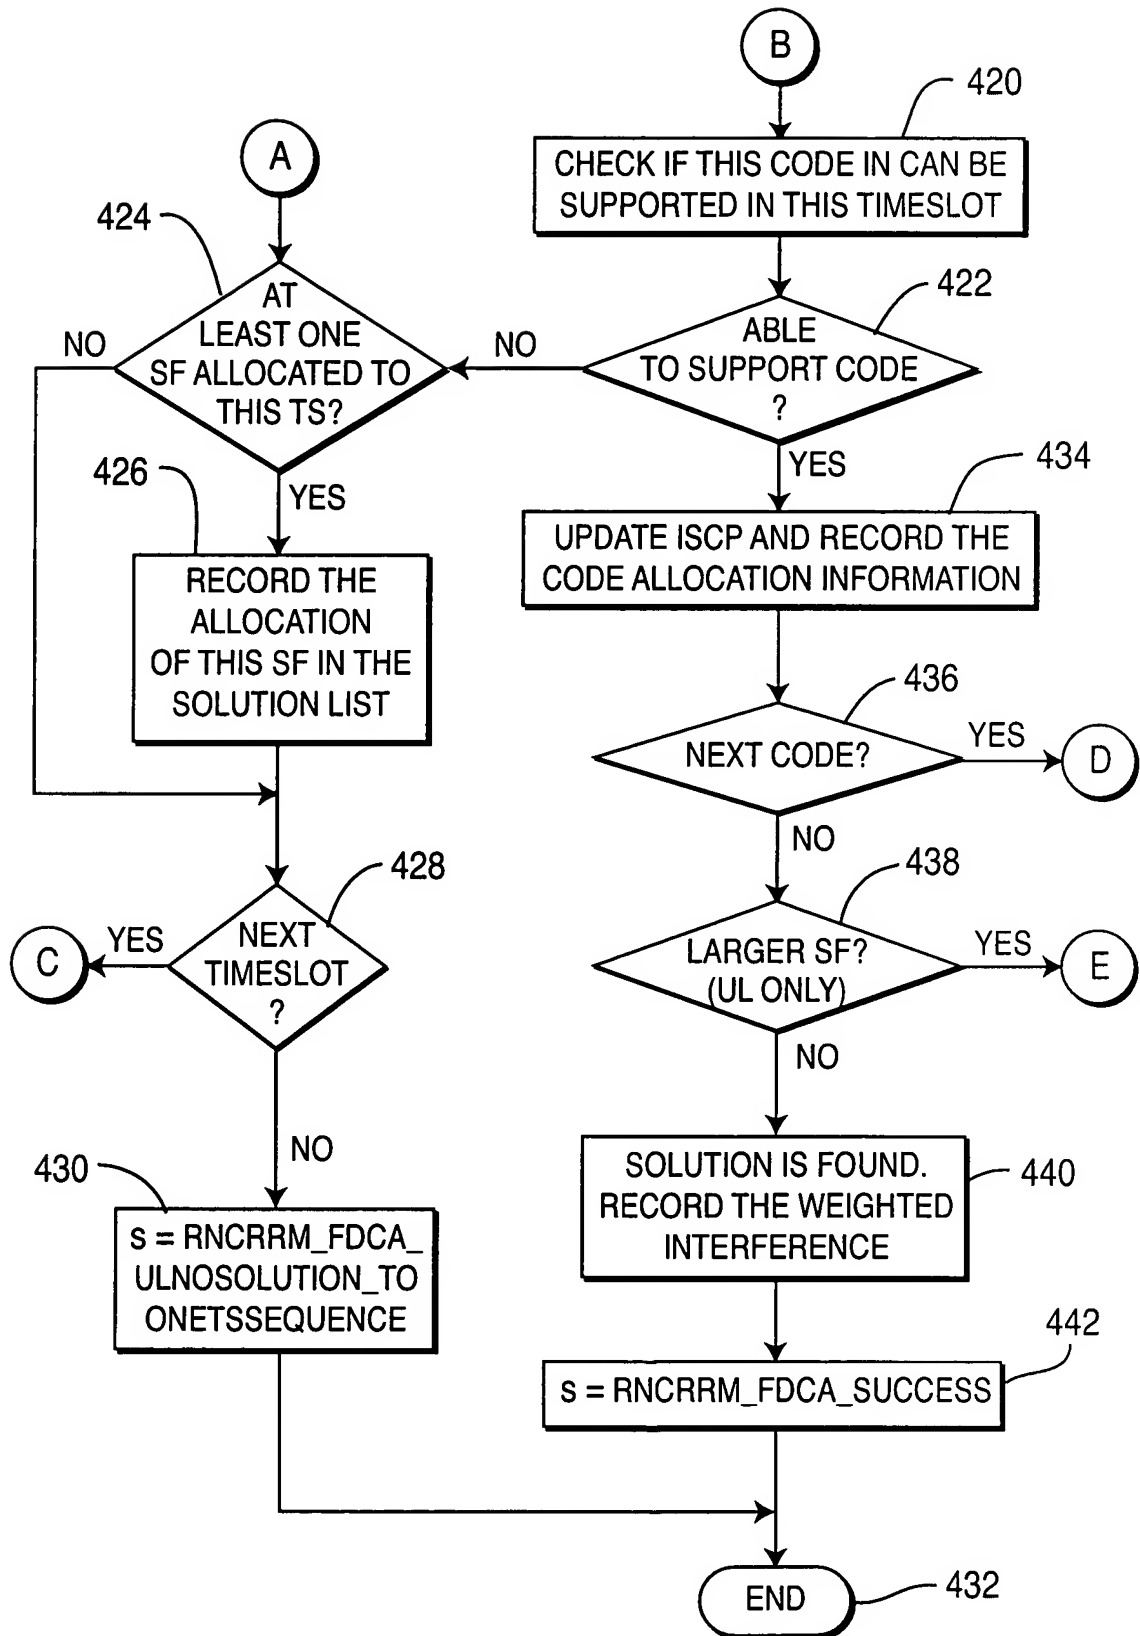 B
420
CHECK IF THIS CODE IN CAN BE
SUPPORTED IN THIS TIMESLOT
A
424
AT
LEAST ONE
SF ALLOCATED TO
THIS TS?
NO
YES
422
ABLE
TO SUPPORT CODE
?
NO
YES
426
RECORD THE
ALLOCATION
OF THIS SF IN THE
SOLUTION LIST
434
UPDATE ISCP AND RECORD THE
CODE ALLOCATION INFORMATION
436
NEXT CODE?
YES
D
NO
428
NEXT
TIMESLOT
?
YES
C
NO
438
LARGER SF?
(UL ONLY)
YES
E
NO
430
s = RNCRRM_FDCA_
ULNOSOLUTION_TO
ONETSSEQUENCE
SOLUTION IS FOUND.
RECORD THE WEIGHTED
INTERFERENCE
440
442
s = RNCRRM_FDCA_SUCCESS
END
432